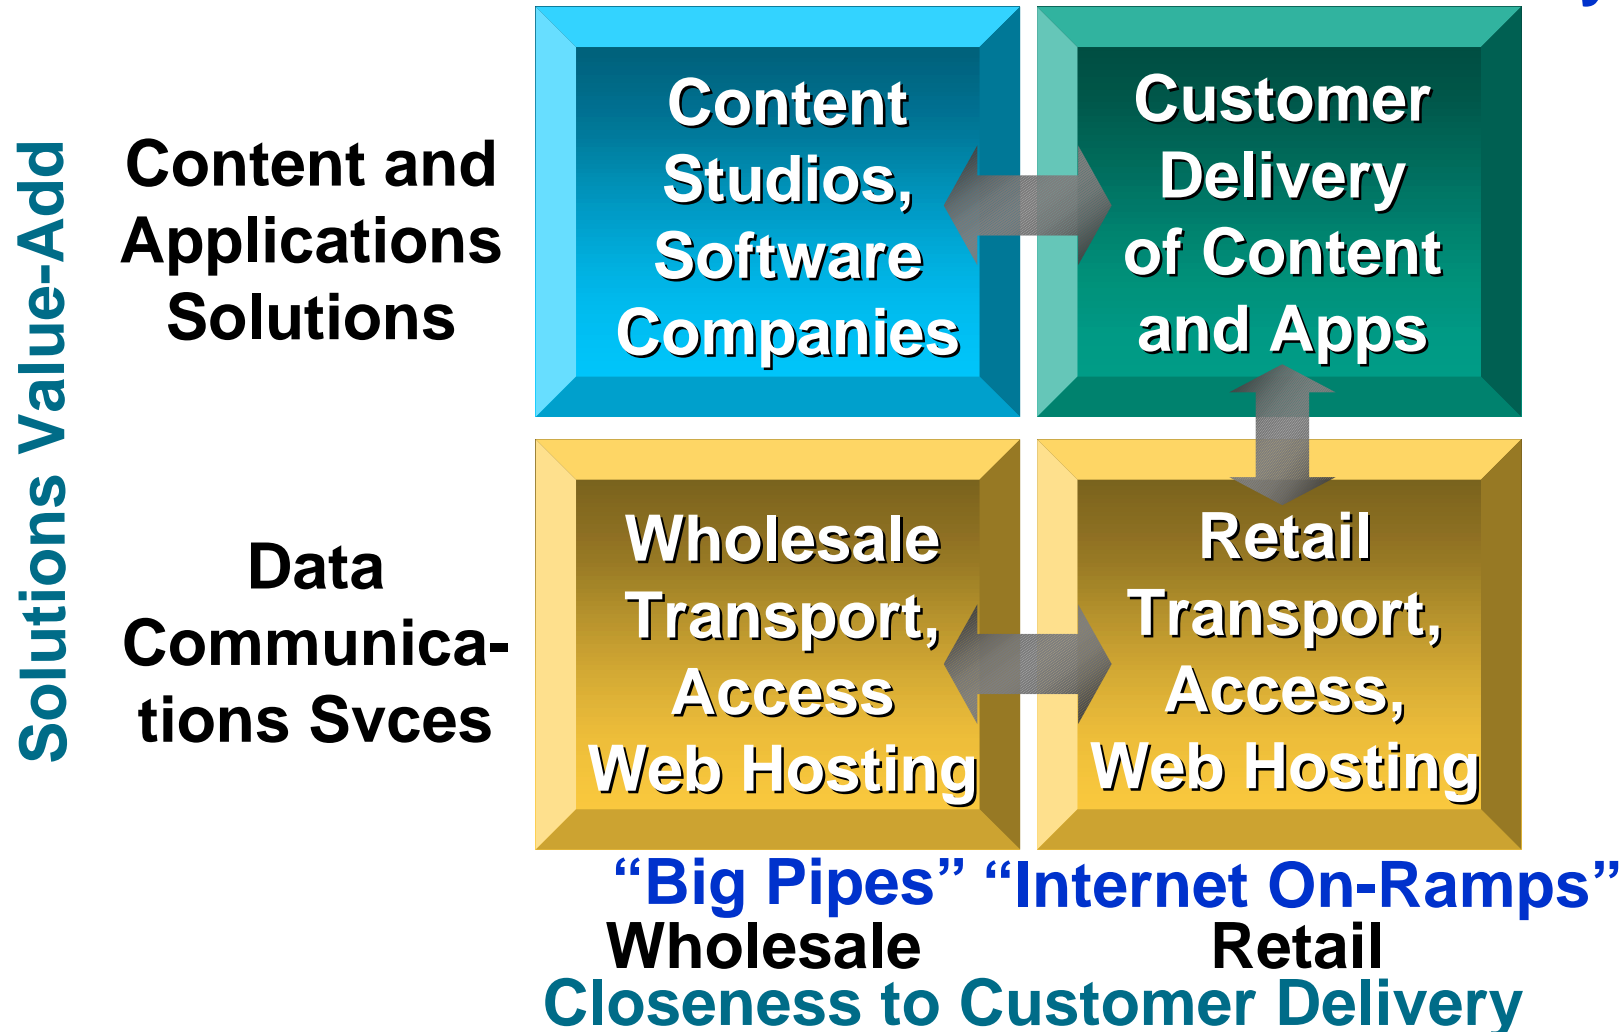 Solutions Value-Add
Content and
Applications
Solutions
Content
Studios,
Software
Companies
Customer
Delivery
of Content
and Apps
Data
Communica-
tions Svces
Wholesale
Transport,
Access
Web Hosting
Retail
Transport,
Access,
Web Hosting
“Big Pipes” “Internet On-Ramps”
Wholesale Retail
Closeness to Customer Delivery